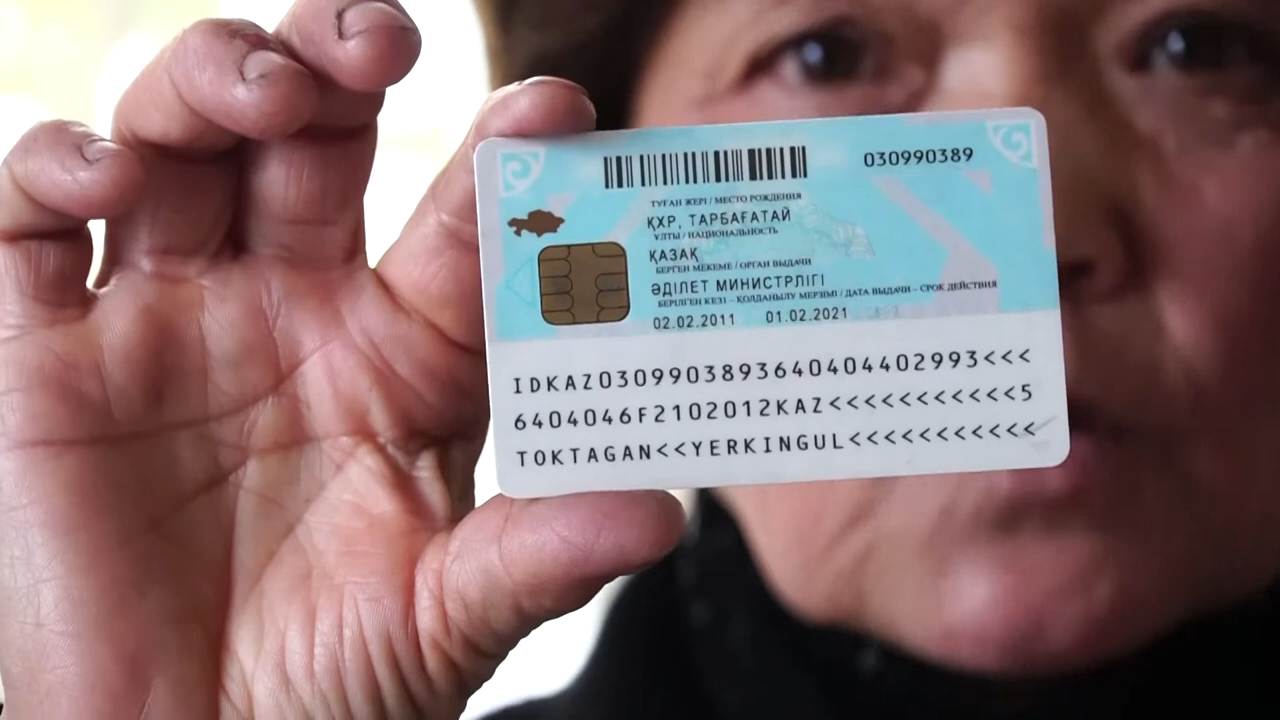 030990389
ТУҒАН ЖЕРІ / МЕСТО РОЖДЕНИЯ
ҚХР, ТАРБАҒАТАЙ
ҰЛТЫ / НАЦИОНАЛЬНОСТЬ
ҚАЗАҚ
БЕРГЕН МЕКЕМЕ / ОРГАН ВЫДАЧИ
ӘДІЛЕТ МИНИСТРЛІГІ
БЕРІЛГЕН КЕЗІ – ҚОЛДАНЫЛУ МЕРЗІМІ / ДАТА ВЫДАЧИ – СРОК ДЕЙСТВИЯ
02.02.2011 01.02.2021
IDKAZ0309903893640404402993<<<
6404046F2102012KAZ<<<<<<<<<<<5
TOKTAGAN<<YERKINGUL<<<<<<<<<<<